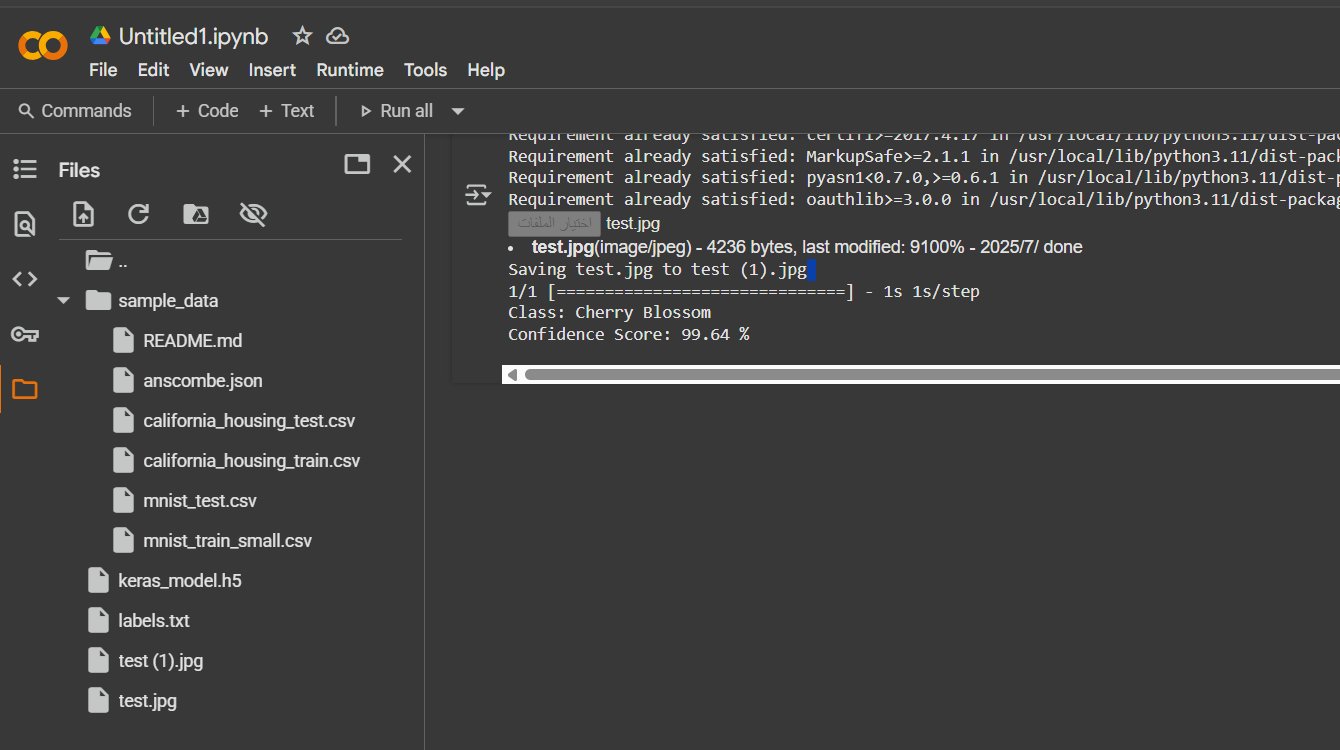 Untitled1.ipynb
File Edit View Insert Runtime Tools Help
Commands + Code + Text Run all
Files
..
sample_data
README.md
anscombe.json
california_housing_test.csv
california_housing_train.csv
mnist_test.csv
mnist_train_small.csv
keras_model.h5
labels.txt
test (1).jpg
test.jpg
Requirement already satisfied: certifi>=2017.4.17 in /usr/local/lib/python3.11/dist-pac
Requirement already satisfied: MarkupSafe>=2.1.1 in /usr/local/lib/python3.11/dist-pack
Requirement already satisfied: pyasn1<0.7.0,>=0.6.1 in /usr/local/lib/python3.11/dist-p
Requirement already satisfied: oauthlib>=3.0.0 in /usr/local/lib/python3.11/dist-packag
اختيار الملفات test.jpg
• test.jpg(image/jpeg) - 4236 bytes, last modified: 9100% - 2025/7/ done
Saving test.jpg to test (1).jpg
1/1 [==============================] - 1s 1s/step
Class: Cherry Blossom
Confidence Score: 99.64 %